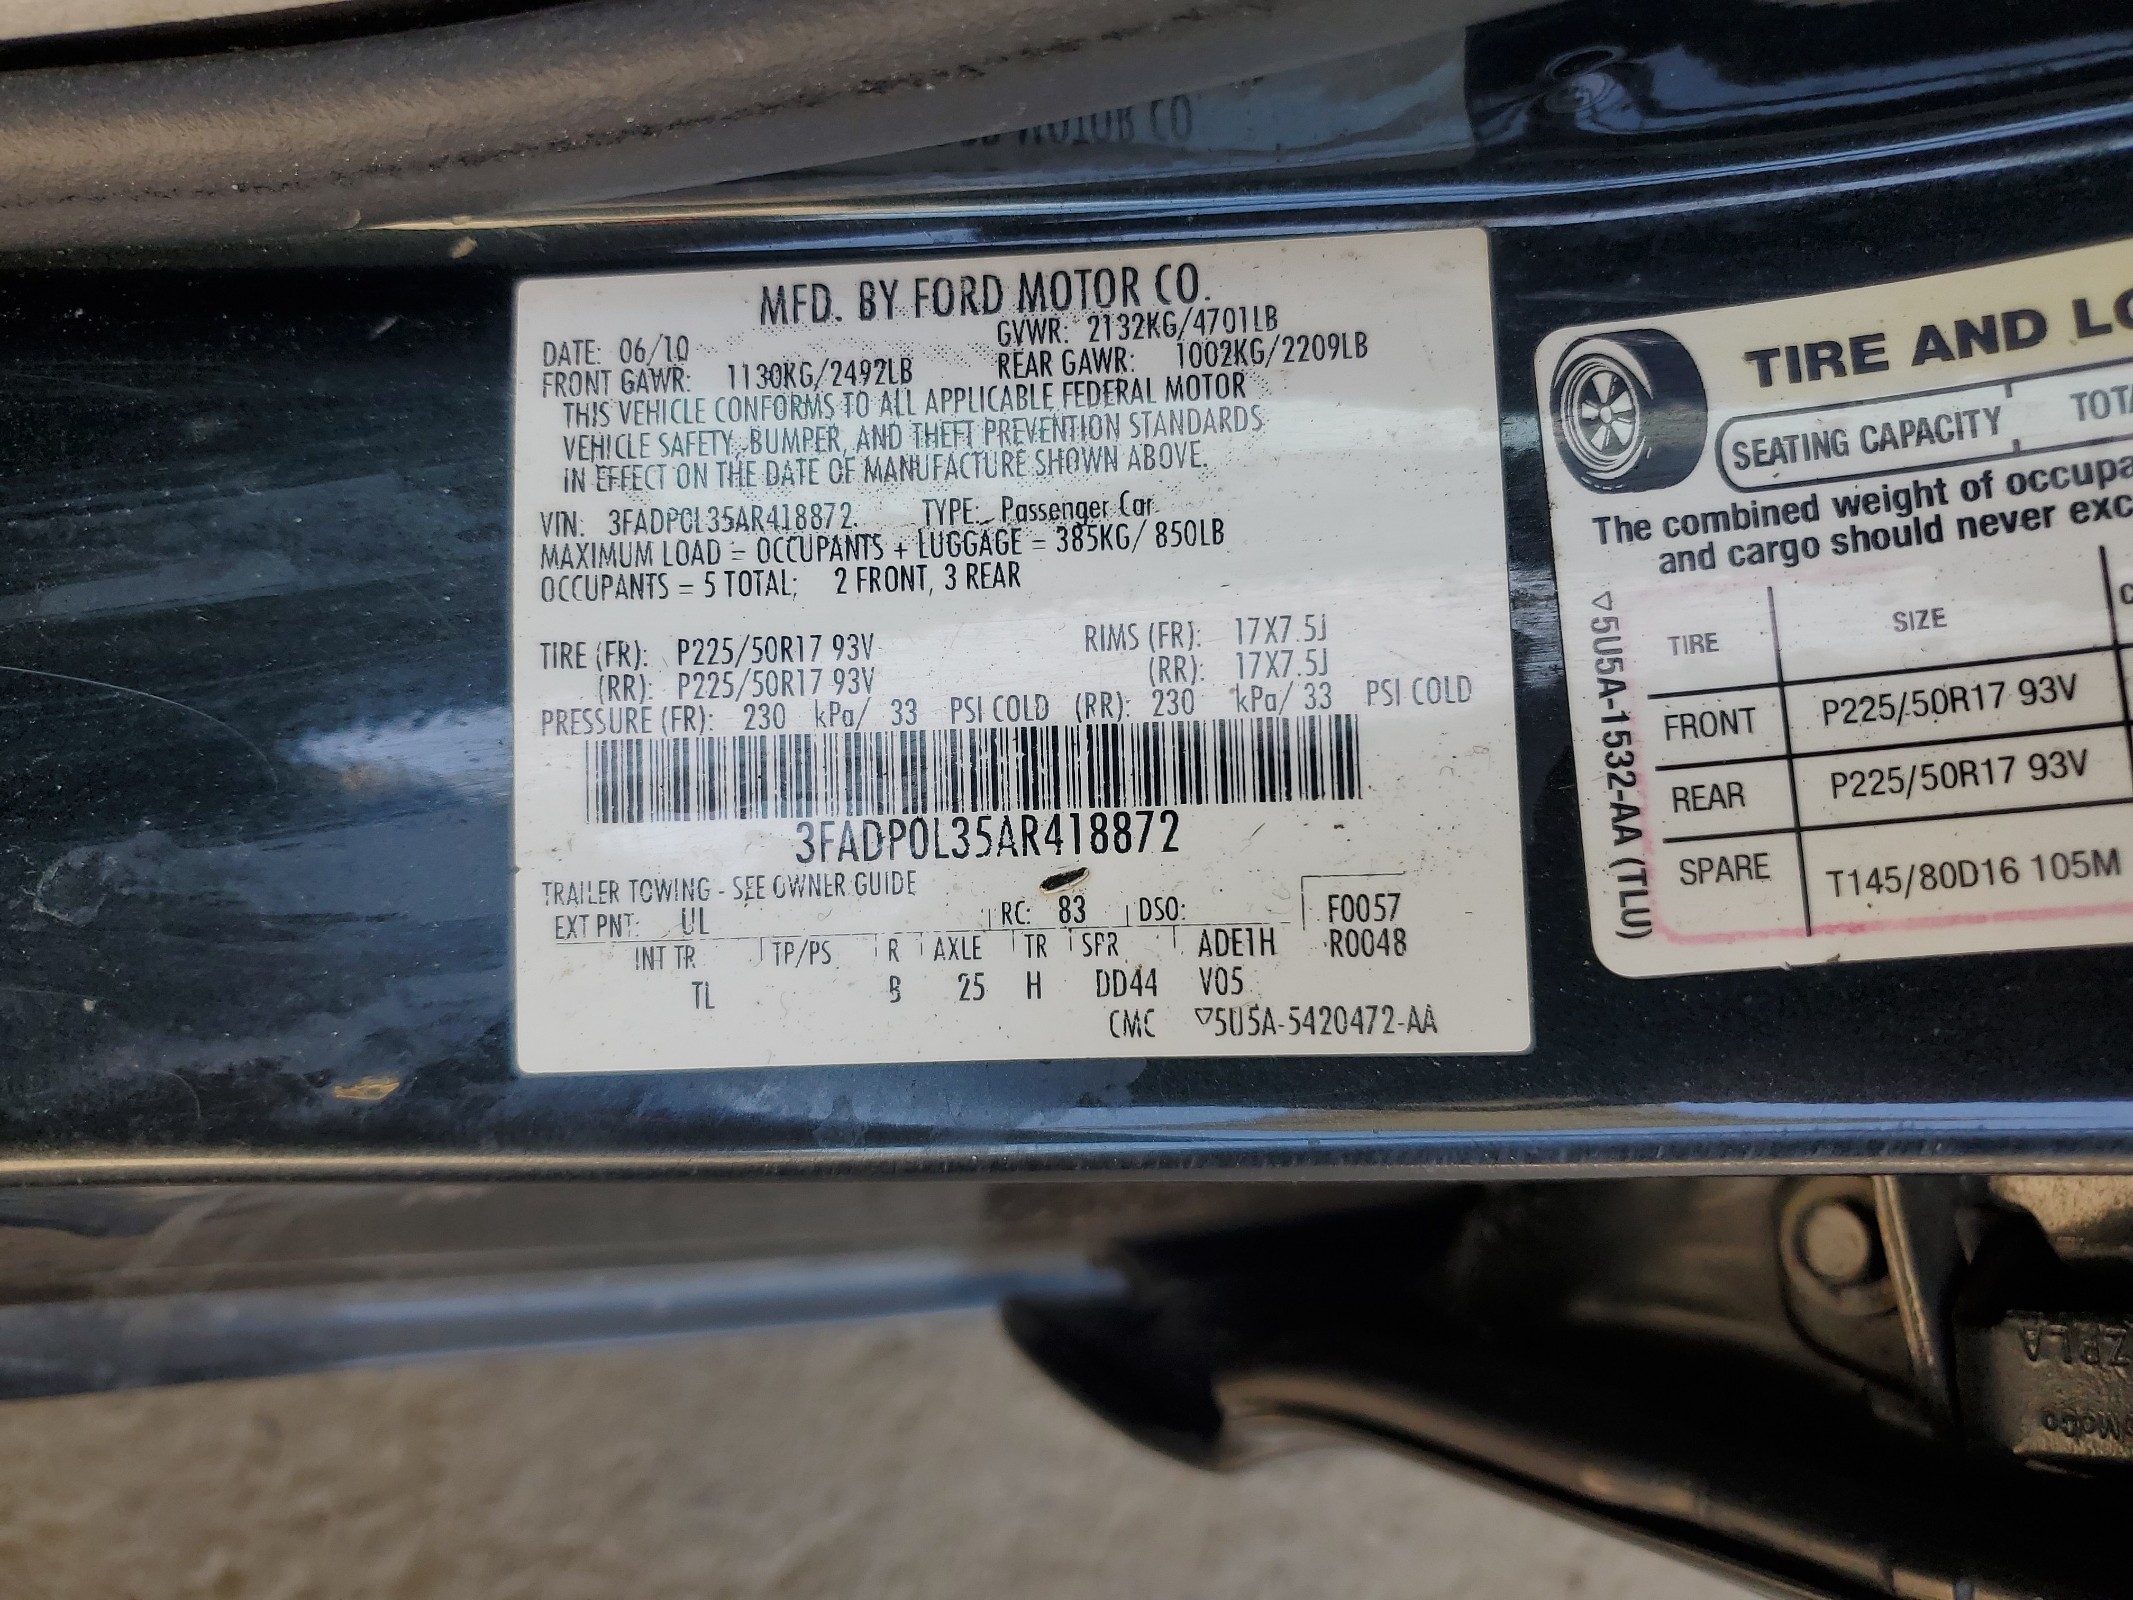 MFD. BY FORD MOTOR CO.
DATE: 06/10 GVWR: 2132KG/4701LB
FRONT GAWR: 1130KG/2492LB REAR GAWR: 1002KG/2209LB
THIS VEHICLE CONFORMS TO ALL APPLICABLE FEDERAL MOTOR
VEHICLE SAFETY, BUMPER, AND THEFT PREVENTION STANDARDS
IN EFFECT ON THE DATE OF MANUFACTURE SHOWN ABOVE.
VIN: 3FADP0L35AR418872 TYPE: Passenger Car
MAXIMUM LOAD = OCCUPANTS + LUGGAGE = 385KG/ 850LB
OCCUPANTS = 5 TOTAL; 2 FRONT, 3 REAR
TIRE (FR): P225/50R17 93V RIMS (FR): 17X7.5J
(RR): P225/50R17 93V (RR): 17X7.5J
PRESSURE (FR): 230 kPa/ 33 PSI COLD (RR): 230 kPa/ 33 PSI COLD
3FADP0L35AR418872
TRAILER TOWING - SEE OWNER GUIDE
EXT PNT: UL RC: 83 DSO: F0057
INT TR TP/PS R AXLE TR SPR ADE1H R0048
TL B 25 H DD44 V05
CMC ▽5U5A-5420472-AA
TIRE AND
SEATING CAPACITY
The combined weight of
and cargo should never
TIRE SIZE
FRONT P225/50R17 93V
REAR P225/50R17 93V
SPARE T145/80D16 105M
▽5U5A-1532-AA (TLU)